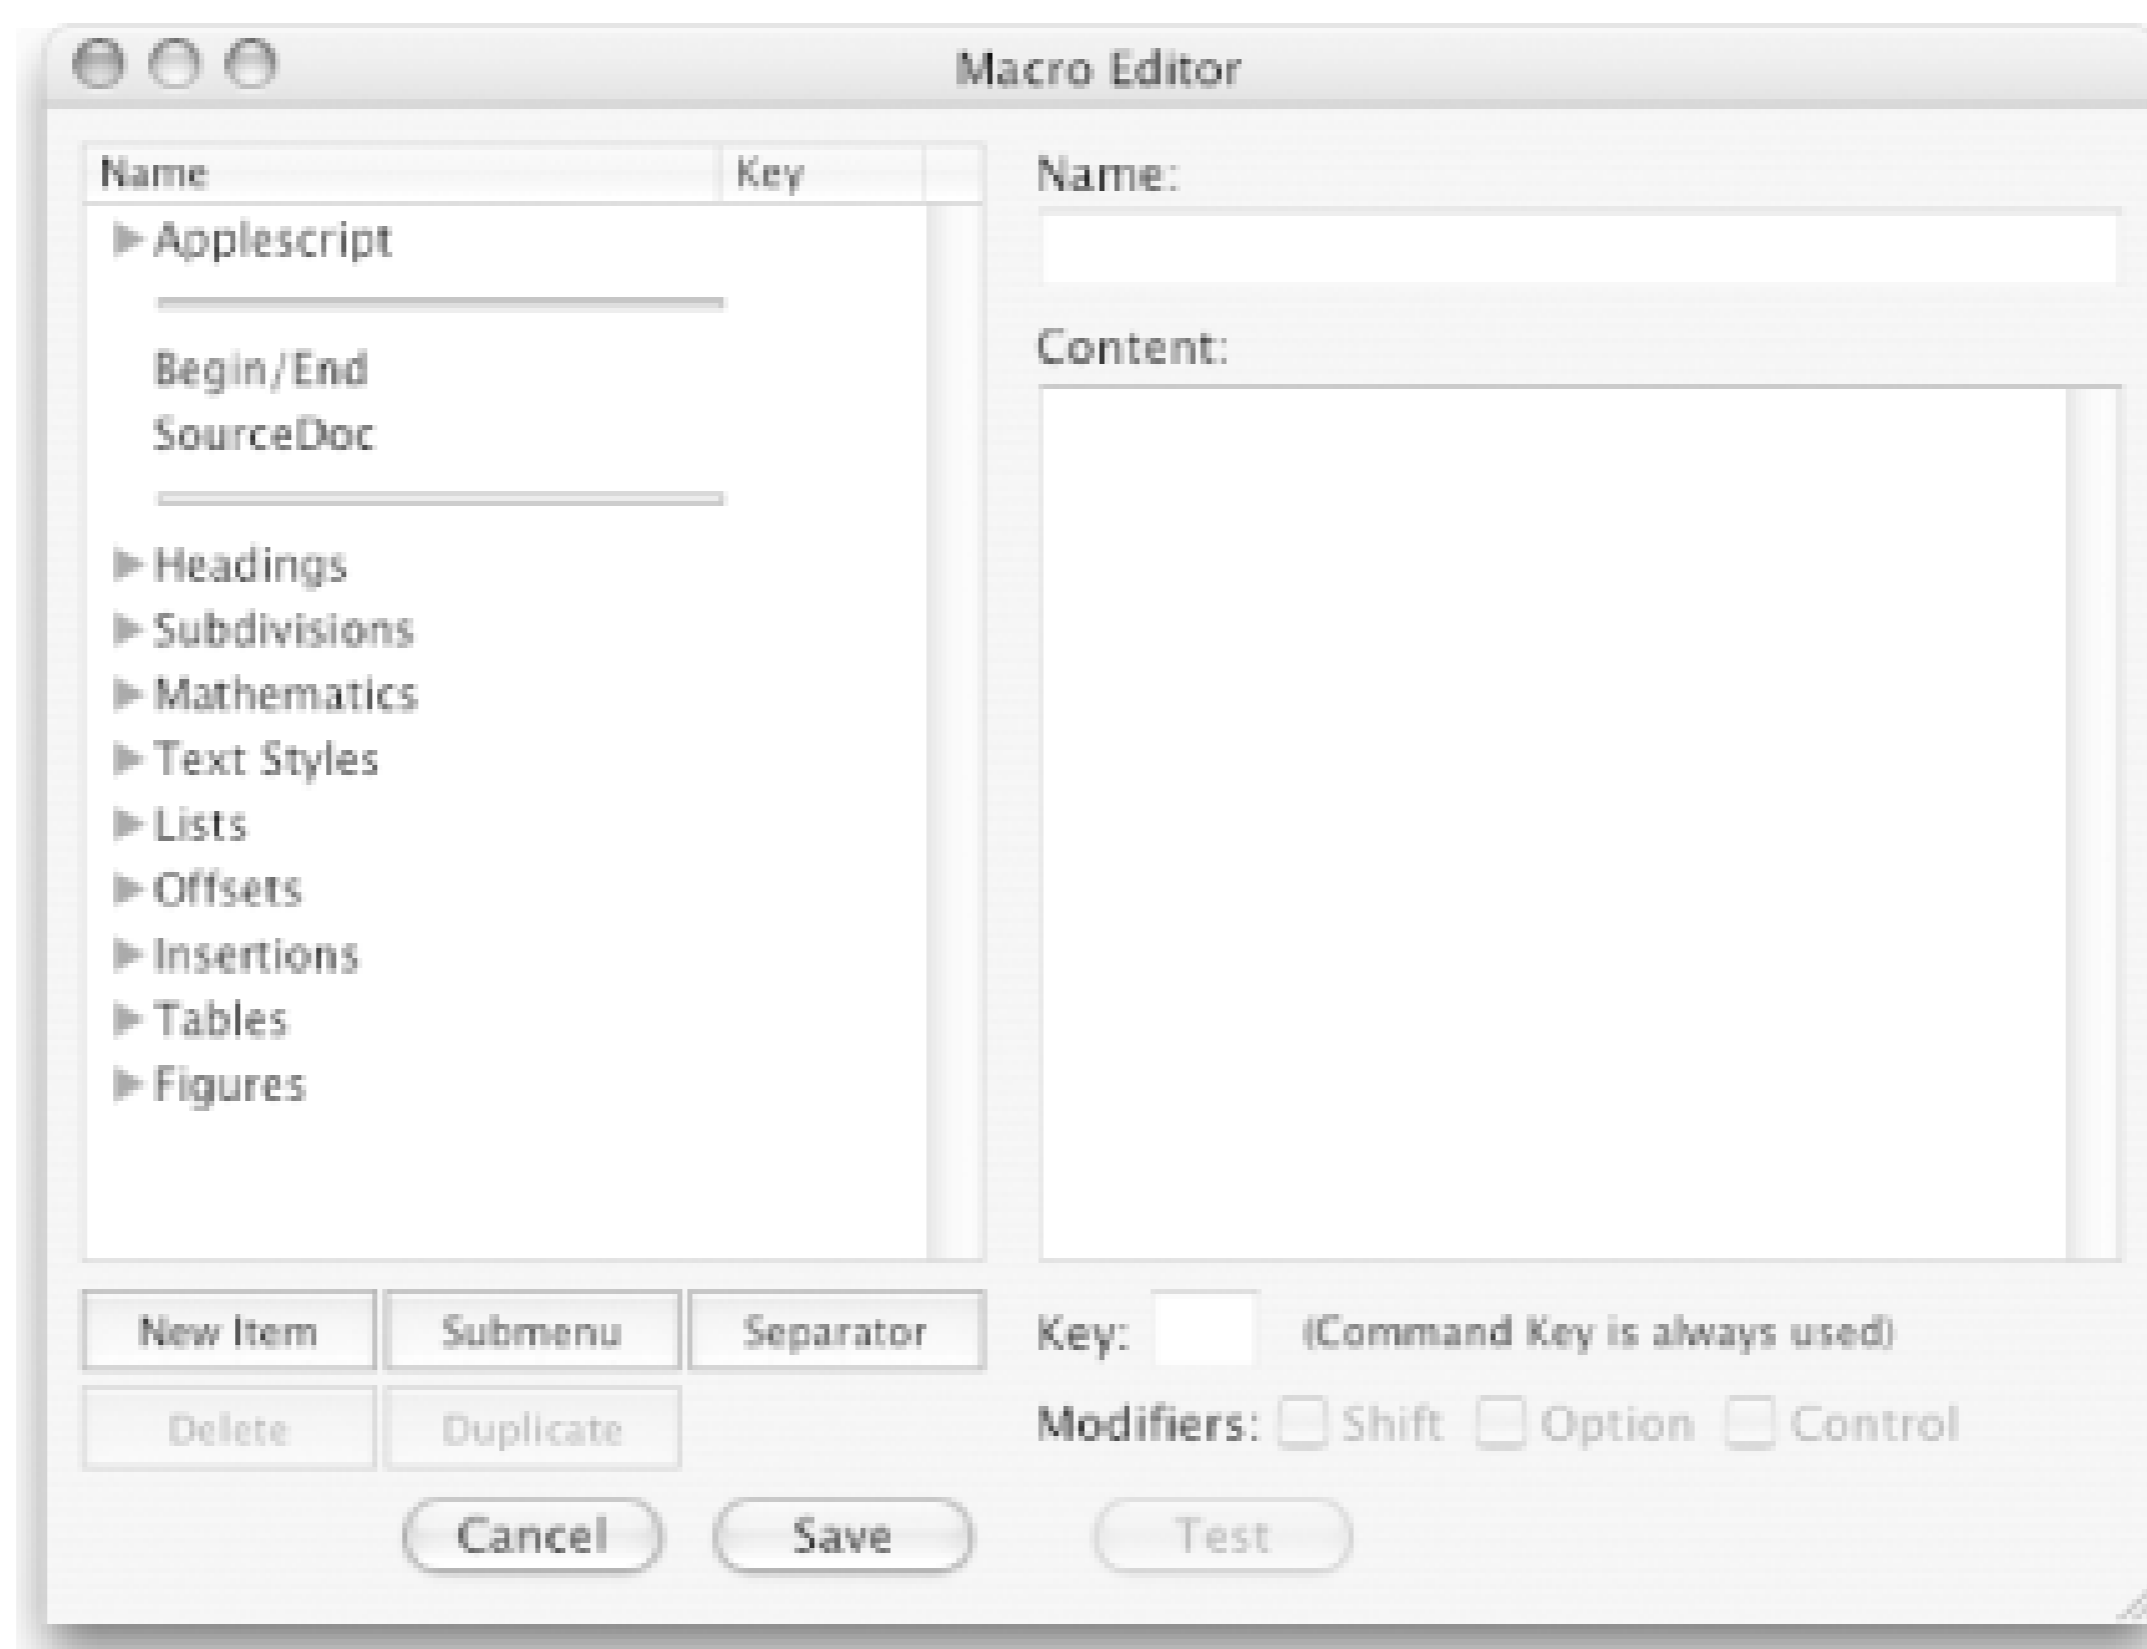 Macro Editor
Name Key
Applescript
Begin/End
SourceDoc
Headings
Subdivisions
Mathematics
Text Styles
Lists
Offsets
Insertions
Tables
Figures
New Item Submenu Separator
Delete Duplicate
Cancel Save
Name:
Content:
Key: (Command Key is always used)
Modifiers: Shift Option Control
Test